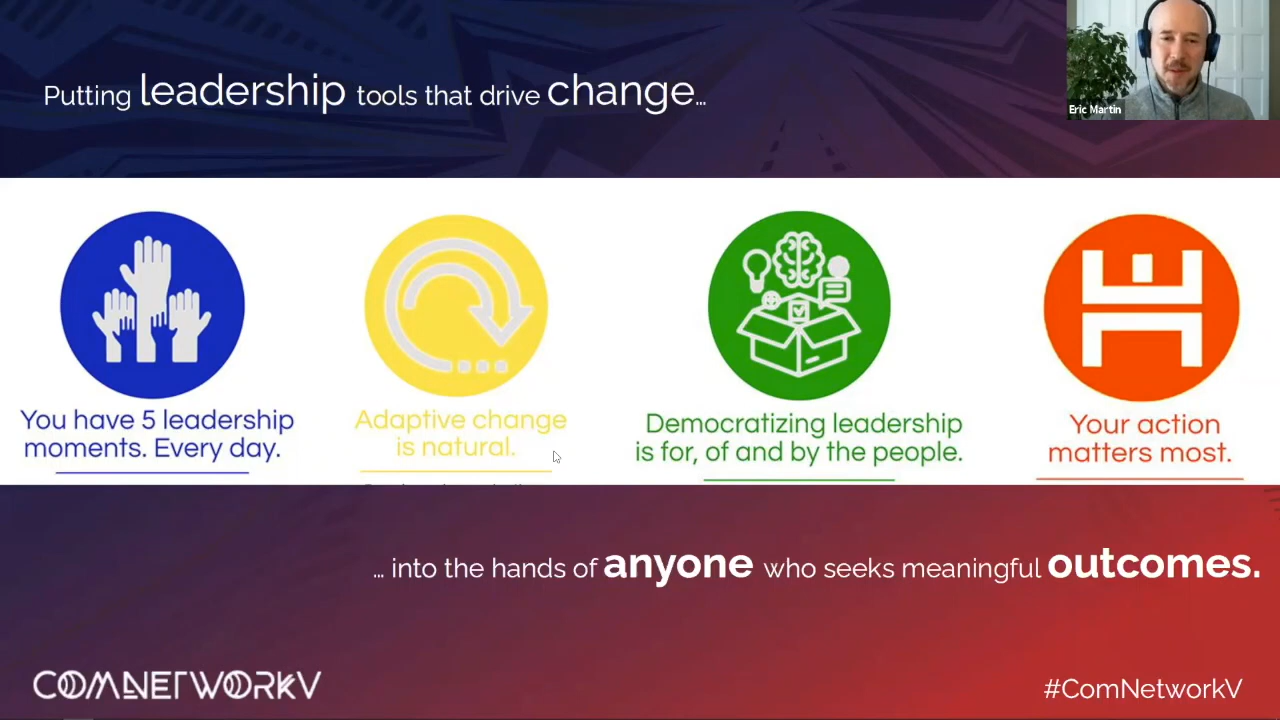 Putting leadership tools that drive change…
Eric Martin
You have 5 leadership
moments. Every day.
Adaptive change
is natural.
Democratizing leadership
is for, of and by the people.
Your action
matters most.
… into the hands of anyone who seeks meaningful outcomes.
COMNETWORKV
#ComNetworkV